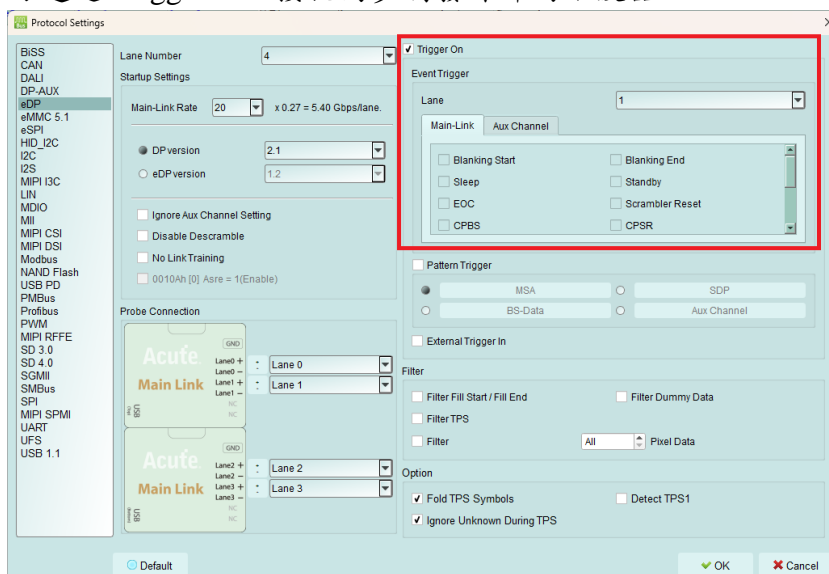 Protocol Settings
BiSS
CAN
DALI
DP-AUX
eDP
eMMC 5.1
eSPI
HID_I2C
I2C
I2S
MIPI I3C
LIN
MDIO
MII
MIPI CSI
MIPI DSI
Modbus
NAND Flash
USB PD
PMBus
Profibus
PWM
MIPI RFFE
SD 3.0
SD 4.0
SGMII
SMBus
SPI
MIPI SPMI
UART
UFS
USB 1.1
Lane Number 4
Startup Settings
Main-Link Rate 20 x 0.27 = 5.40 Gbps/lane.
DP version 2.1
eDP version 1.2
Ignore Aux Channel Setting
Disable Descramble
No Link Training
0010Ah [0] Asre = 1(Enable)
Probe Connection
GND
Acute
Main Link
Lane0 +
Lane0 −
Lane1 +
Lane1 −
NC
NC
USB
: Lane 0
: Lane 1
GND
Acute
Main Link
Lane2 +
Lane2 −
Lane3 +
Lane3 −
NC
NC
USB
: Lane 2
: Lane 3
Default
Trigger On
Event Trigger
Lane 1
Main-Link Aux Channel
Blanking Start Blanking End
Sleep Standby
EOC Scrambler Reset
CPBS CPSR
Pattern Trigger
MSA SDP
BS-Data Aux Channel
External Trigger In
Filter
Filter Fill Start / Fill End Filter Dummy Data
Filter TPS
Filter All Pixel Data
Option
Fold TPS Symbols Detect TPS1
Ignore Unknown During TPS
OK Cancel